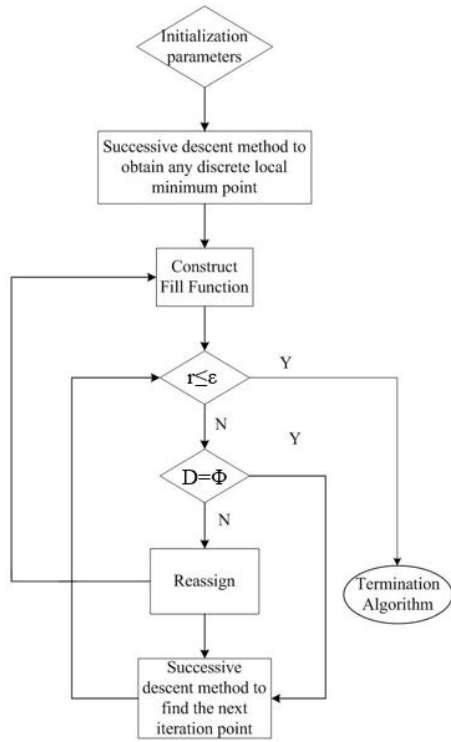 Initialization
parameters
Successive descent method to
obtain any discrete local
minimum point
Construct
Fill Function
r≤ε
Y
N
Y
D=Φ
N
Reassign
Termination
Algorithm
Successive
descent method to
find the next
iteration point